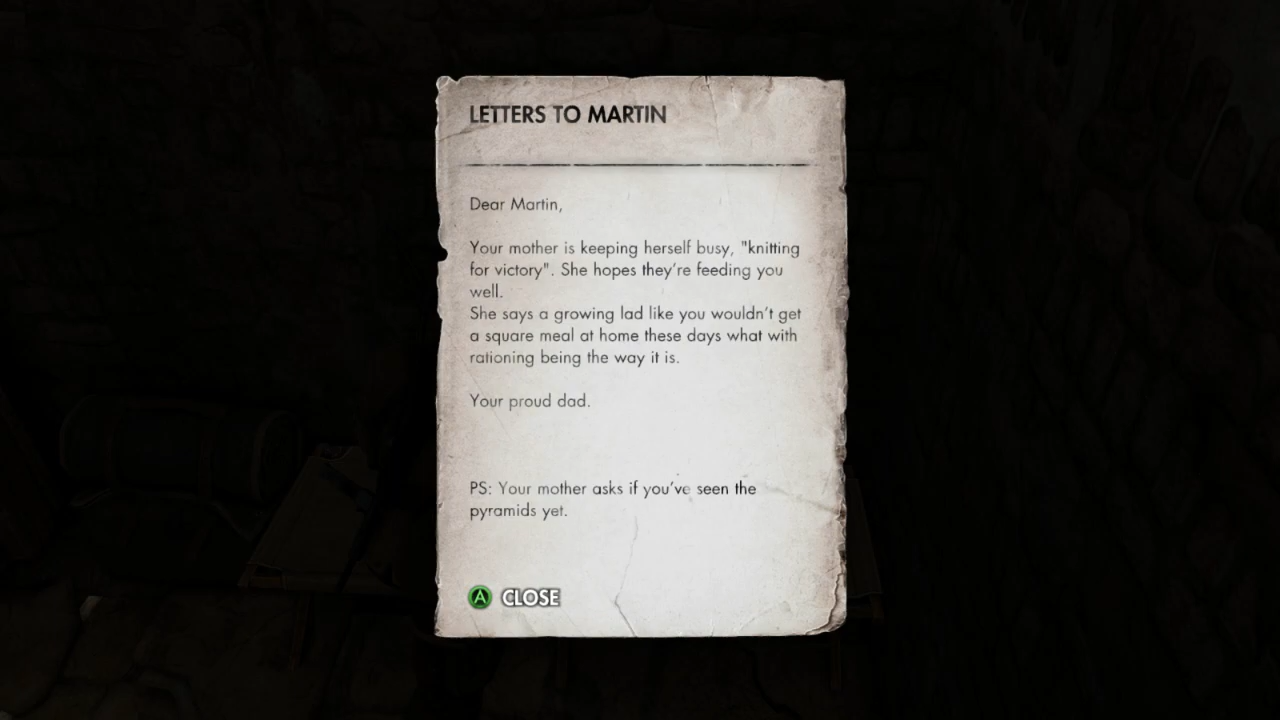 LETTERS TO MARTIN
Dear Martin,
Your mother is keeping herself busy, "knitting
for victory". She hopes they're feeding you
well.
She says a growing lad like you wouldn't get
a square meal at home these days what with
rationing being the way it is.
Your proud dad.
PS: Your mother asks if you've seen the
pyramids yet.
A CLOSE